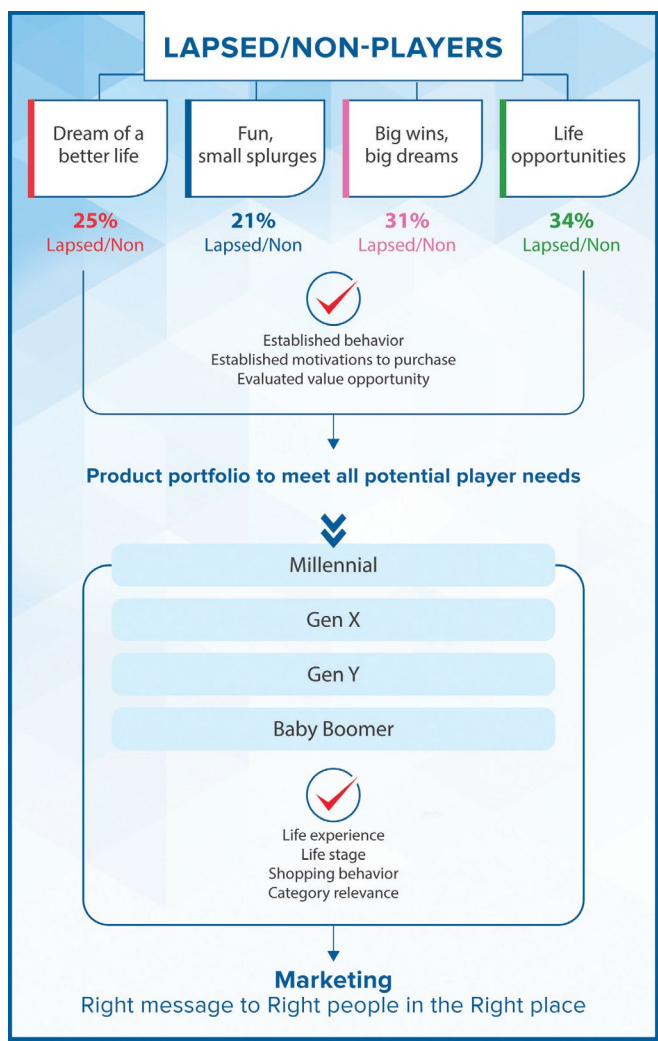 LAPSED/NON-PLAYERS
Dream of a
better life
Fun,
small splurges
Big wins,
big dreams
Life
opportunities
25%
Lapsed/Non
21%
Lapsed/Non
31%
Lapsed/Non
34%
Lapsed/Non
Established behavior
Established motivations to purchase
Evaluated value opportunity
Product portfolio to meet all potential player needs
Millennial
Gen X
Gen Y
Baby Boomer
Life experience
Life stage
Shopping behavior
Category relevance
Marketing
Right message to Right people in the Right place